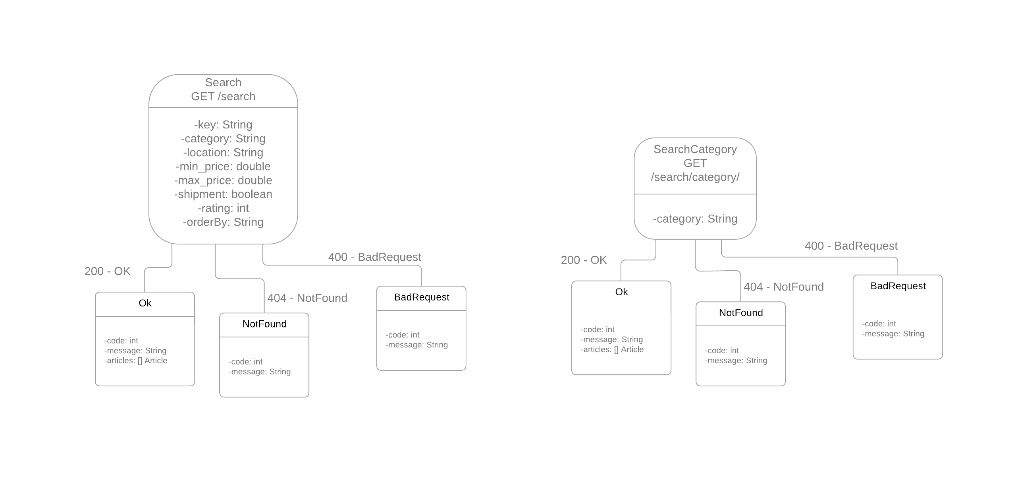 Search
GET /search
-key: String
-category: String
-location: String
-min_price: double
-max_price: double
-shipment: boolean
-rating: int
-orderBy: String
200 - OK
404 - NotFound
400 - BadRequest
Ok
-code: int
-message: String
-articles: [] Article
NotFound
-code: int
-message: String
BadRequest
-code: int
-message: String
SearchCategory
GET
/search/category/
-category: String
200 - OK
404 - NotFound
400 - BadRequest
Ok
-code: int
-message: String
-articles: [] Article
NotFound
-code: int
-message: String
BadRequest
-code: int
-message: String